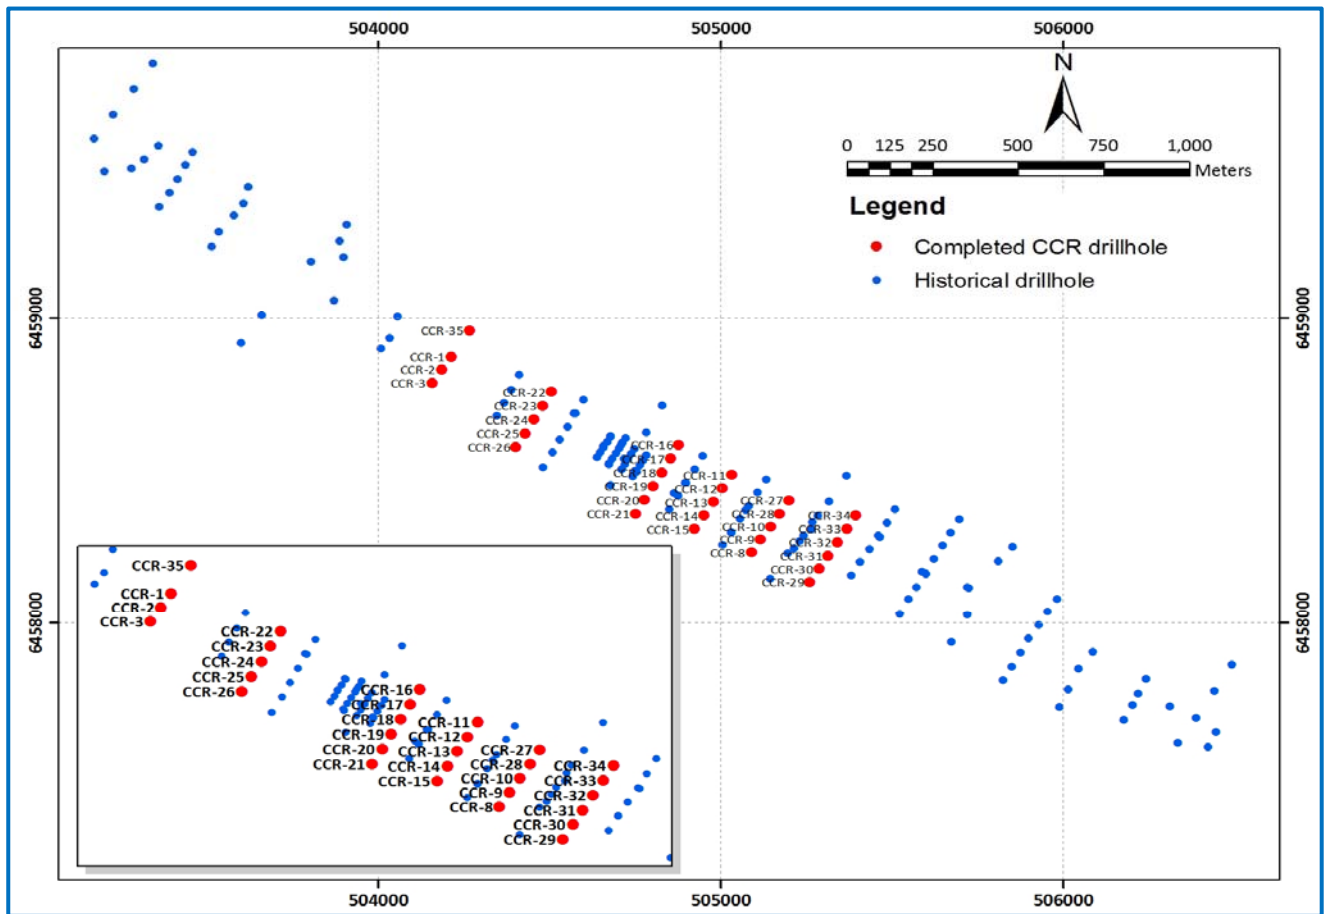 504000 505000 506000
N
0 125 250 500 750 1,000
Meters
Legend
Completed CCR drillhole
Historical drillhole
6459000 6459000
6458000 6458000
CCR-35
CCR-1
CCR-2
CCR-3
CCR-22
CCR-23
CCR-24
CCR-25
CCR-26
CCR-16
CCR-17
CCR-18
CCR-19
CCR-20
CCR-21
CCR-11
CCR-12
CCR-13
CCR-14
CCR-15
CCR-27
CCR-28
CCR-10
CCR-9
CCR-8
CCR-34
CCR-33
CCR-32
CCR-31
CCR-30
CCR-29
CCR-35
CCR-1
CCR-2
CCR-3
CCR-22
CCR-23
CCR-24
CCR-25
CCR-26
CCR-16
CCR-17
CCR-18
CCR-19
CCR-20
CCR-21
CCR-11
CCR-12
CCR-13
CCR-14
CCR-15
CCR-27
CCR-28
CCR-10
CCR-9
CCR-8
CCR-34
CCR-33
CCR-32
CCR-31
CCR-30
CCR-29
504000 505000 506000